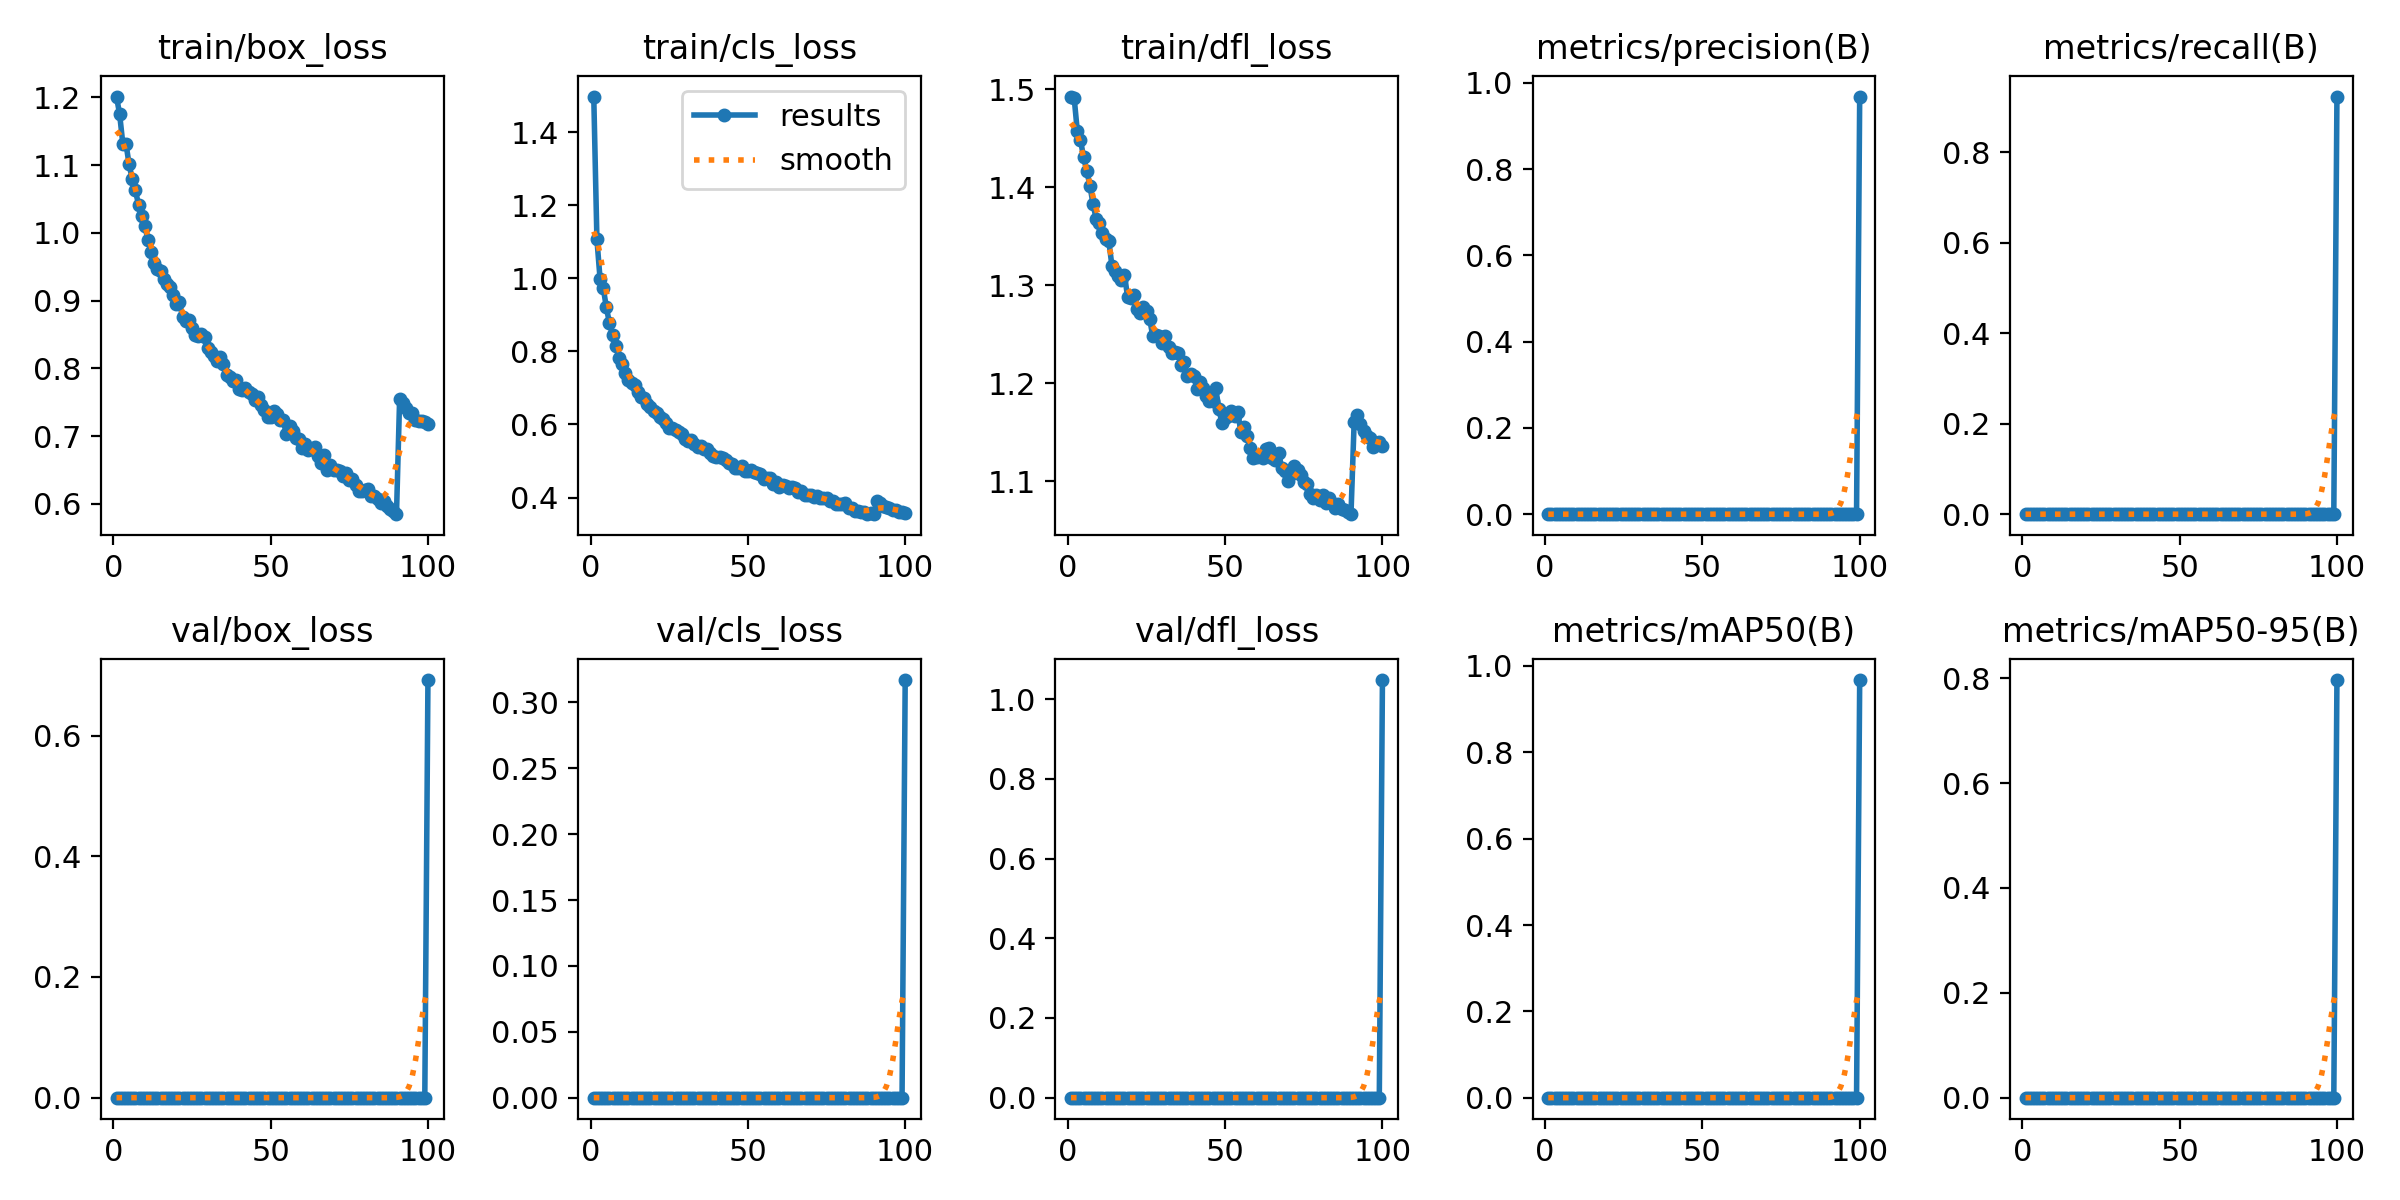 train/box_loss
1.2
1.1
1.0
0.9
0.8
0.7
0.6
0 50 100
train/cls_loss
results
smooth
1.4
1.2
1.0
0.8
0.6
0.4
0 50 100
train/dfl_loss
1.5
1.4
1.3
1.2
1.1
0 50 100
metrics/precision(B)
1.0
0.8
0.6
0.4
0.2
0.0
0 50 100
metrics/recall(B)
0.8
0.6
0.4
0.2
0.0
0 50 100
val/box_loss
0.6
0.4
0.2
0.0
0 50 100
val/cls_loss
0.30
0.25
0.20
0.15
0.10
0.05
0.00
0 50 100
val/dfl_loss
1.0
0.8
0.6
0.4
0.2
0.0
0 50 100
metrics/mAP50(B)
1.0
0.8
0.6
0.4
0.2
0.0
0 50 100
metrics/mAP50-95(B)
0.8
0.6
0.4
0.2
0.0
0 50 100